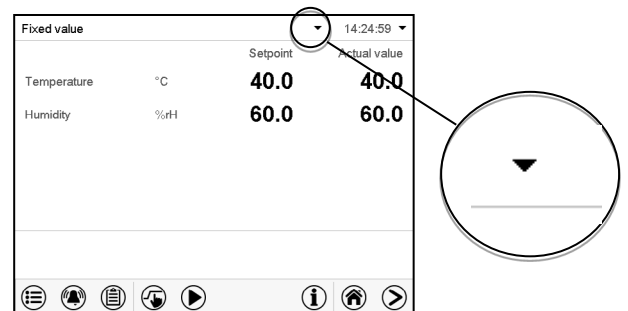 Fixed value 14:24:59
Setpoint Actual value
Temperature °C 40.0 40.0
Humidity %rH 60.0 60.0